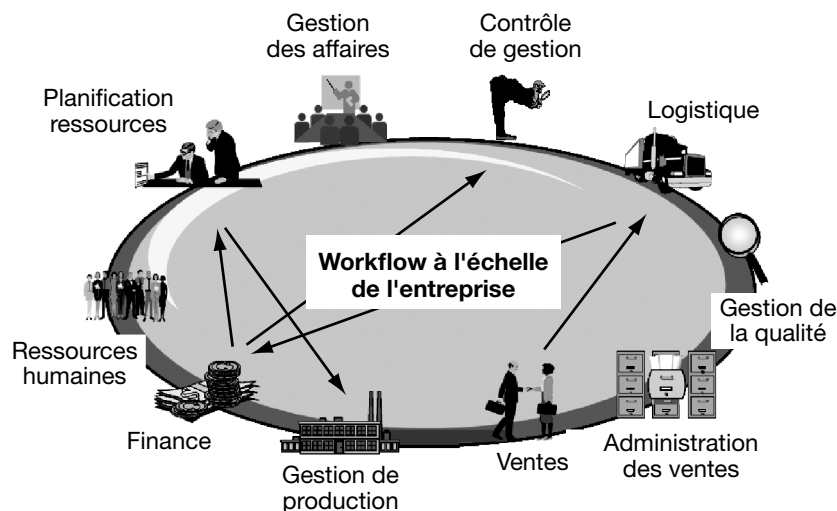 Gestion
des affaires
Contrôle
de gestion
Planification
ressources
Logistique
Workflow à l'échelle
de l'entreprise
Gestion de
la qualité
Ressources
humaines
Finance
Gestion de
production
Ventes
Administration
des ventes